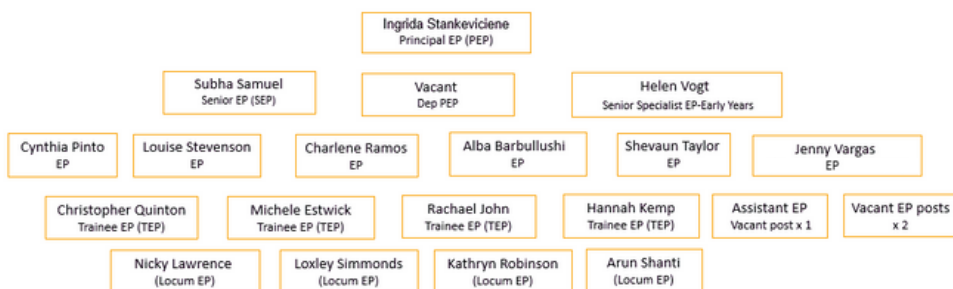 Ingrida Stankeviciene
Principal EP (PEP)
Subha Samuel
Senior EP (SEP)
Vacant
Dep PEP
Helen Vogt
Senior Specialist EP-Early Years
Cynthia Pinto
EP
Louise Stevenson
EP
Charlene Ramos
EP
Alba Barbullushi
EP
Shevaun Taylor
EP
Jenny Vargas
EP
Christopher Quinton
Trainee EP (TEP)
Michele Estwick
Trainee EP (TEP)
Rachael John
Trainee EP (TEP)
Hannah Kemp
Trainee EP (TEP)
Assistant EP
Vacant post x 1
Vacant EP posts
x 2
Nicky Lawrence
(Locum EP)
Loxley Simmonds
(Locum EP)
Kathryn Robinson
(Locum EP)
Arun Shanti
(Locum EP)